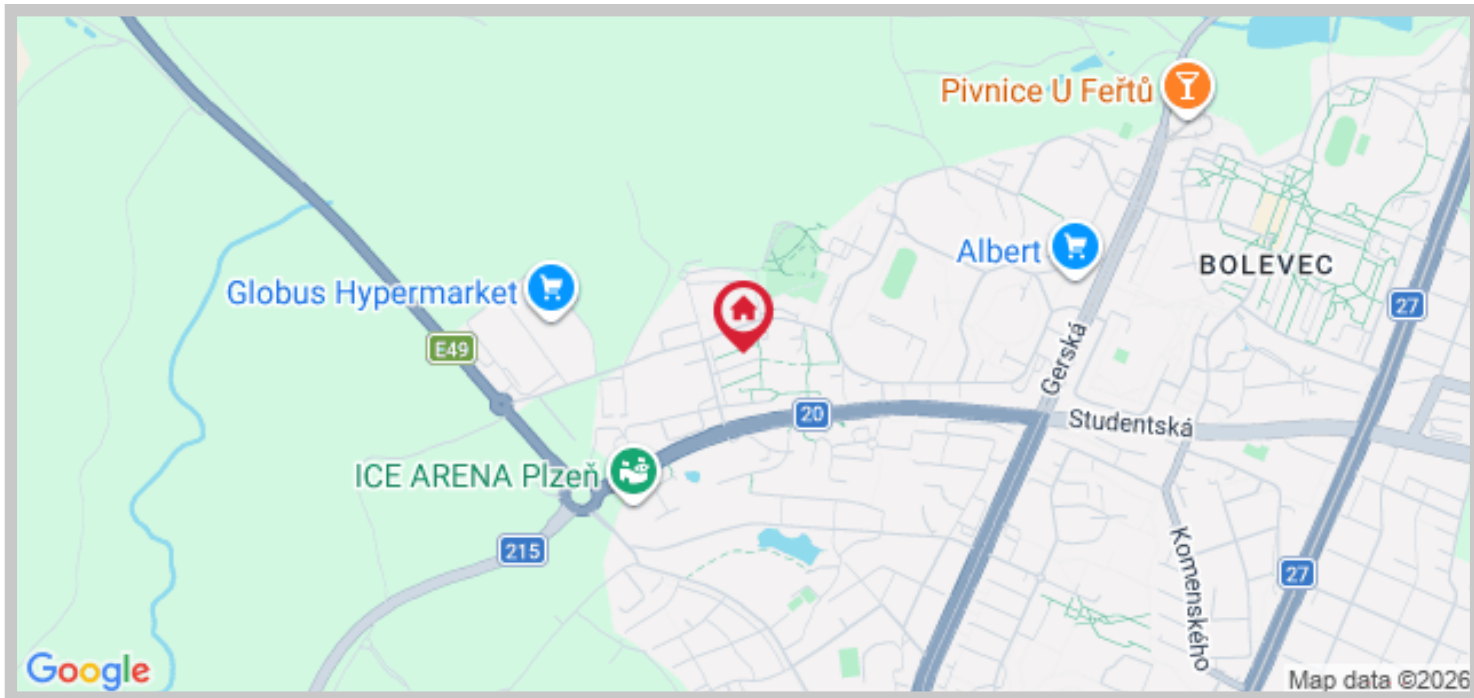 Pivnice U Feřtů
Albert
BOLEVEC
Globus Hypermarket
27
E49
Gerská
20
Studentská
ICE ARENA Plzeň
215
27
Komenského
Google
Map data ©2026